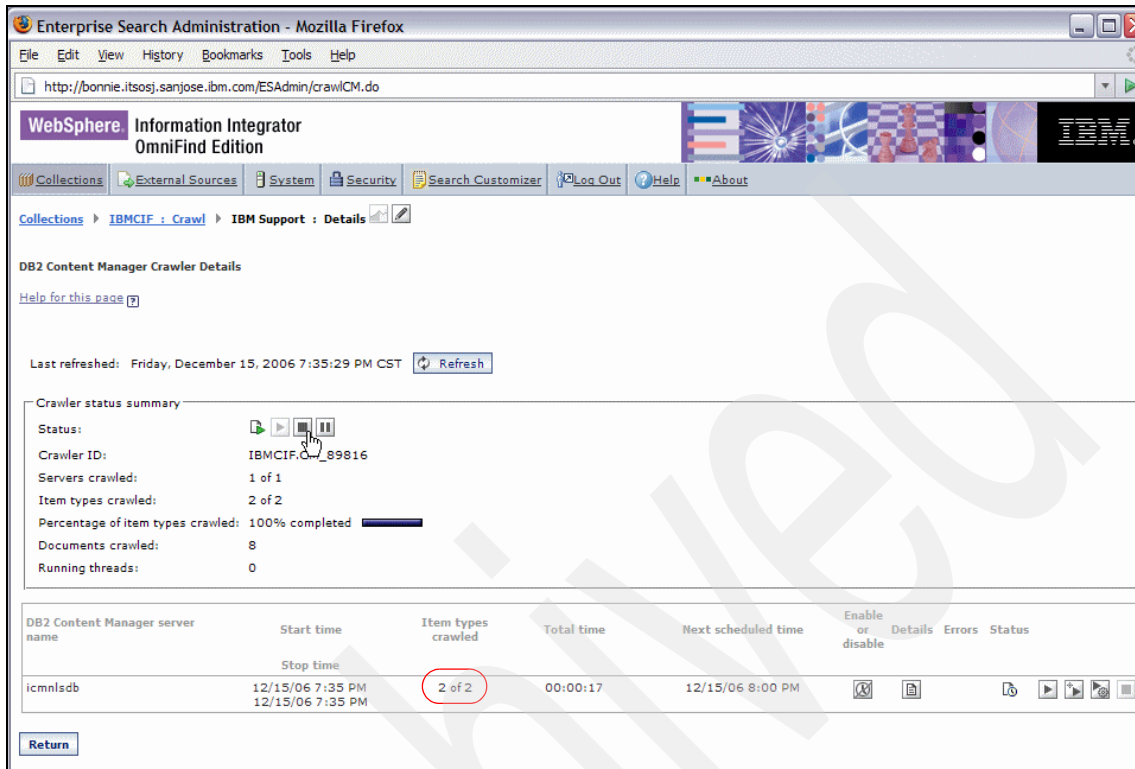 Enterprise Search Administration - Mozilla Firefox
File Edit View History Bookmarks Tools Help
http://bonnie.itsosj.sanjose.ibm.com/ESAdmin/crawlCM.do
WebSphere. Information Integrator
OmniFind Edition
IBM.
Collections External Sources System Security Search Customizer Log Out Help About
Collections IBMCIF : Crawl IBM Support : Details
DB2 Content Manager Crawler Details
Help for this page ?
Last refreshed: Friday, December 15, 2006 7:35:29 PM CST Refresh
Crawler status summary
Status:
Crawler ID: IBMCIF. _89816
Servers crawled: 1 of 1
Item types crawled: 2 of 2
Percentage of item types crawled: 100% completed
Documents crawled: 8
Running threads: 0
DB2 Content Manager server name Start time Item types crawled Total time Next scheduled time Enable or disable Details Errors Status
Stop time
icmnlsdb 12/15/06 7:35 PM 2 of 2 00:00:17 12/15/06 8:00 PM
12/15/06 7:35 PM
Return
hived